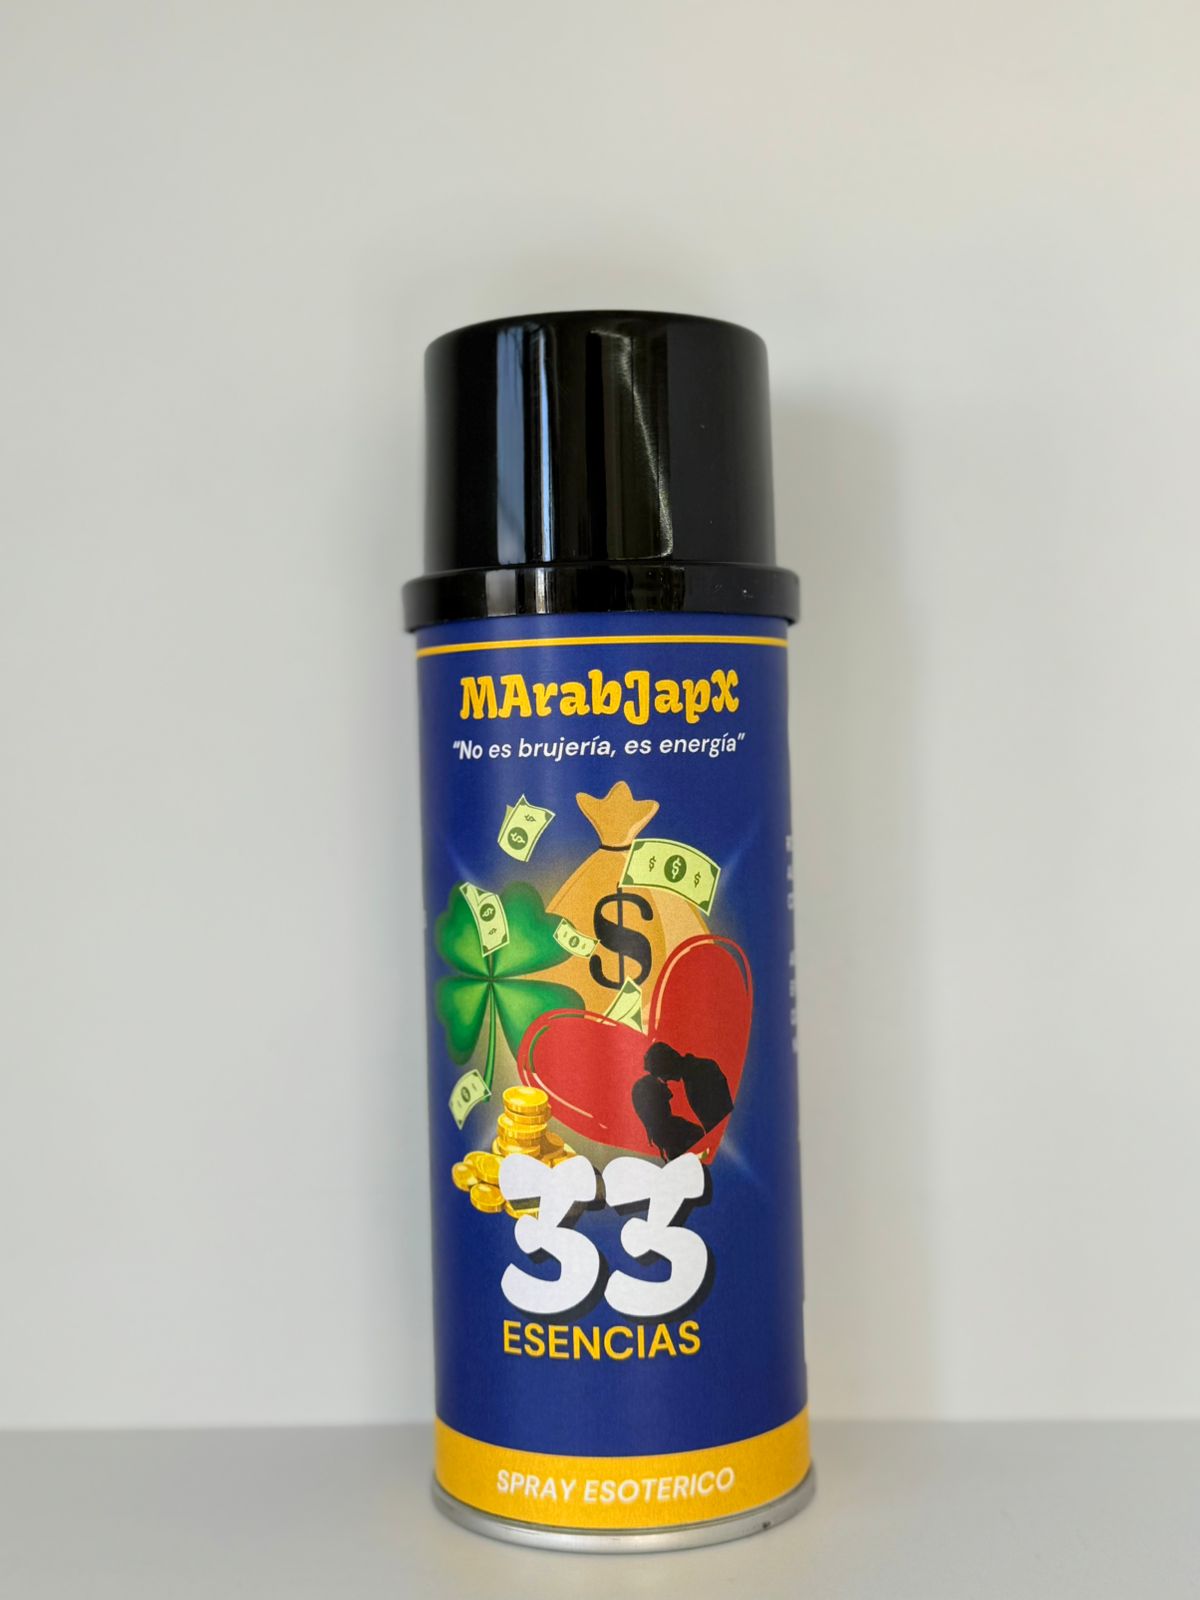 MArabJapX
"No es brujería, es energía"
$
33
ESENCIAS
SPRAY ESOTERICO